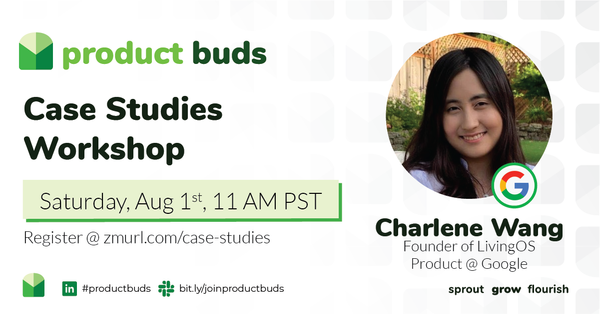 product buds
Case Studies
Workshop
Saturday, Aug 1st, 11 AM PST
Register @ zmurl.com/case-studies
#productbuds
bit.ly/joinproductbuds
Charlene Wang
Founder of LivingOS
Product @ Google
sprout grow flourish